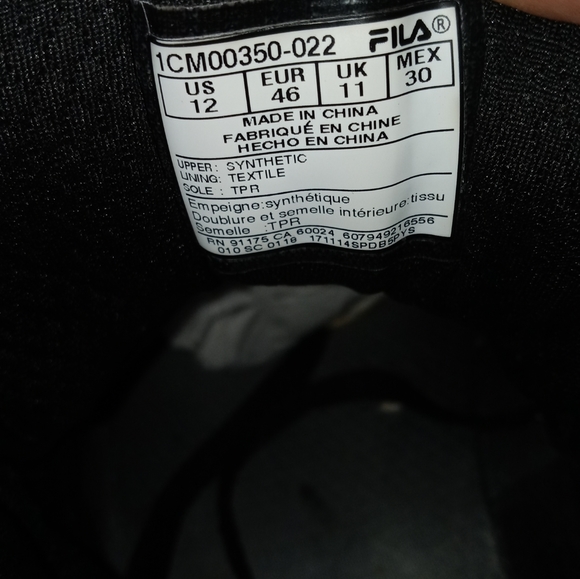 1CM00350-022 FILA®
US EUR UK MEX
12 46 11 30
MADE IN CHINA
FABRIQUÉ EN CHINE
HECHO EN CHINA
UPPER: SYNTHETIC
LINING: TEXTILE
SOLE : TPR
Empeigne:synthétique
Doublure et semelle intérieure:tissu
Semelle :TPR
RN 91175 CA 60024 607949216556
010 SC 0118 171114SPDB5PYS